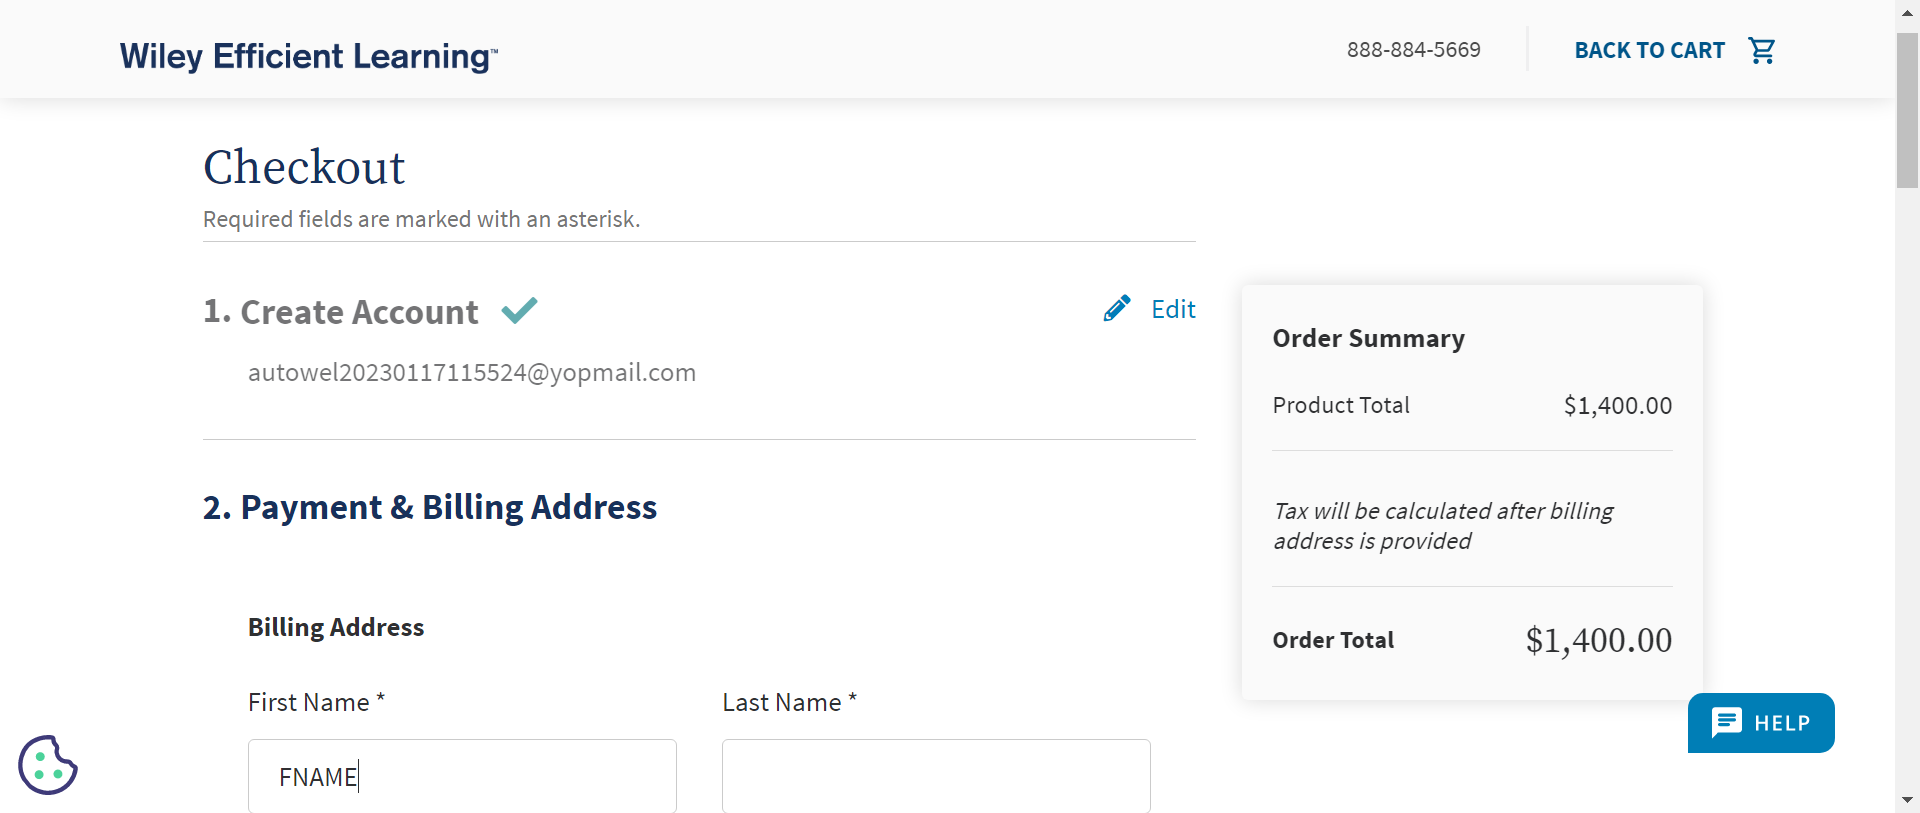 Wiley Efficient Learning™
888-884-5669
BACK TO CART
Checkout
Required fields are marked with an asterisk.
1. Create Account
Edit
autowel20230117115524@yopmail.com
2. Payment & Billing Address
Billing Address
First Name *
Last Name *
FNAME
Order Summary
Product Total
$1,400.00
Tax will be calculated after billing
address is provided
Order Total
$1,400.00
HELP